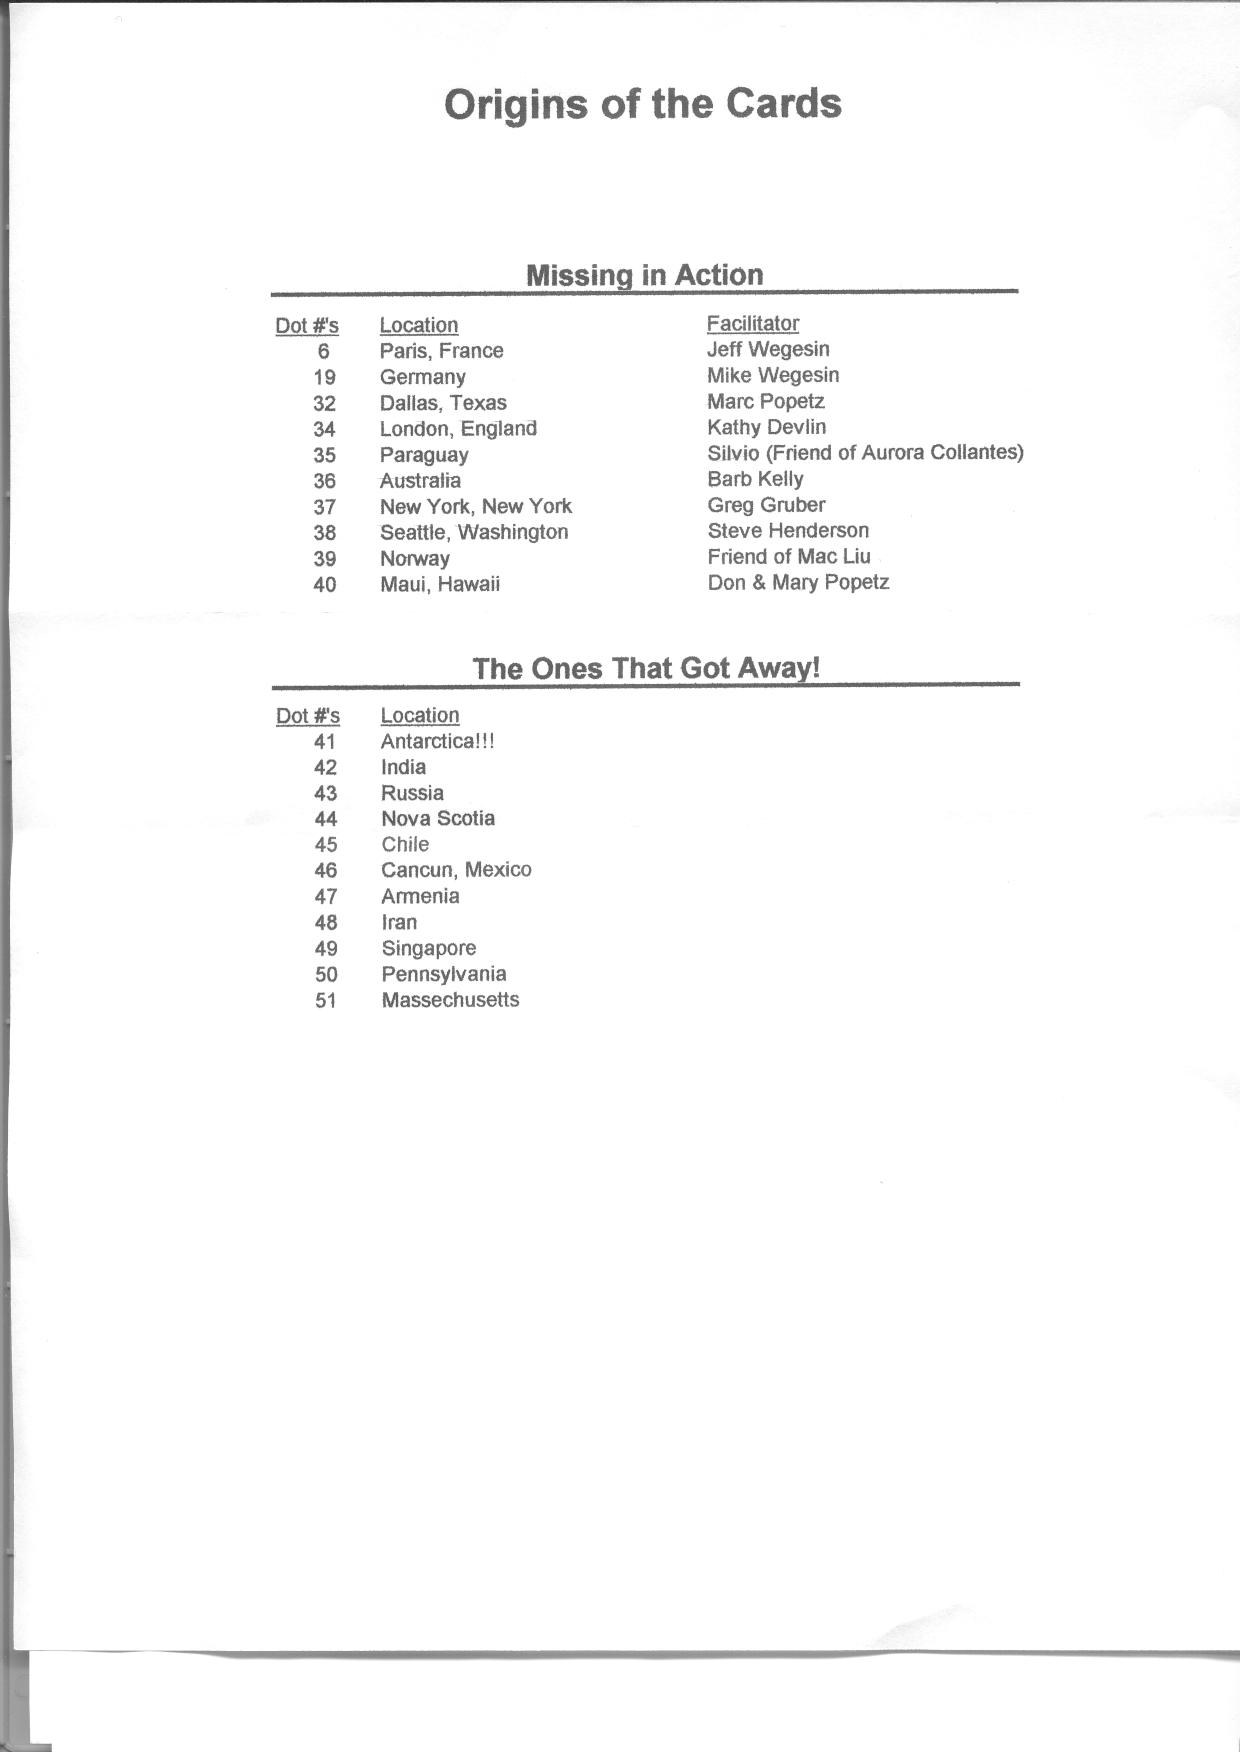 Origins of the Cards
Missing in Action
Dot #'s Location Facilitator
6 Paris, France Jeff Wegesin
19 Germany Mike Wegesin
32 Dallas, Texas Marc Popetz
34 London, England Kathy Devlin
35 Paraguay Silvio (Friend of Aurora Collantes)
36 Australia Barb Kelly
37 New York, New York Greg Gruber
38 Seattle, Washington Steve Henderson
39 Norway Friend of Mac Liu
40 Maui, Hawaii Don & Mary Popetz
The Ones That Got Away!
Dot #'s Location
41 Antarctica!!!
42 India
43 Russia
44 Nova Scotia
45 Chile
46 Cancun, Mexico
47 Armenia
48 Iran
49 Singapore
50 Pennsylvania
51 Massechusetts